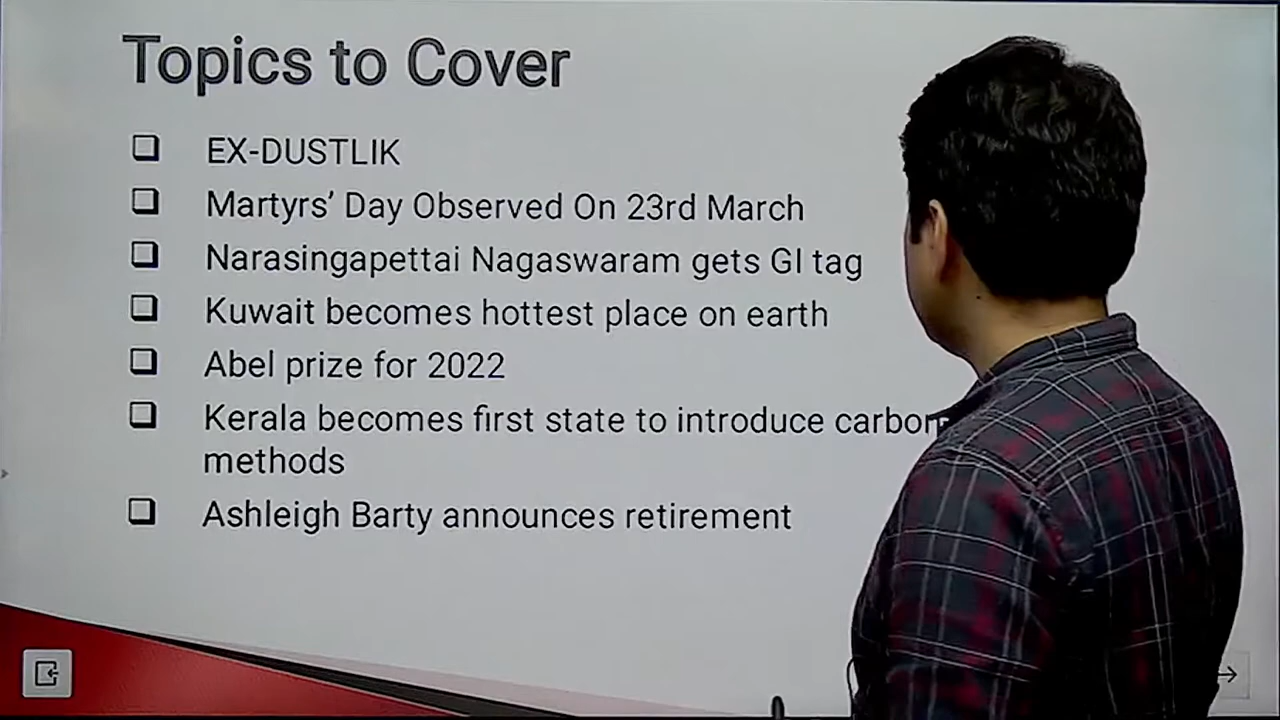 Topics to Cover
EX-DUSTLIK
Martyrs’ Day Observed On 23rd March
Narasingapettai Nagaswaram gets GI tag
Kuwait becomes hottest place on earth
Abel prize for 2022
Kerala becomes first state to introduce carbon
methods
Ashleigh Barty announces retirement